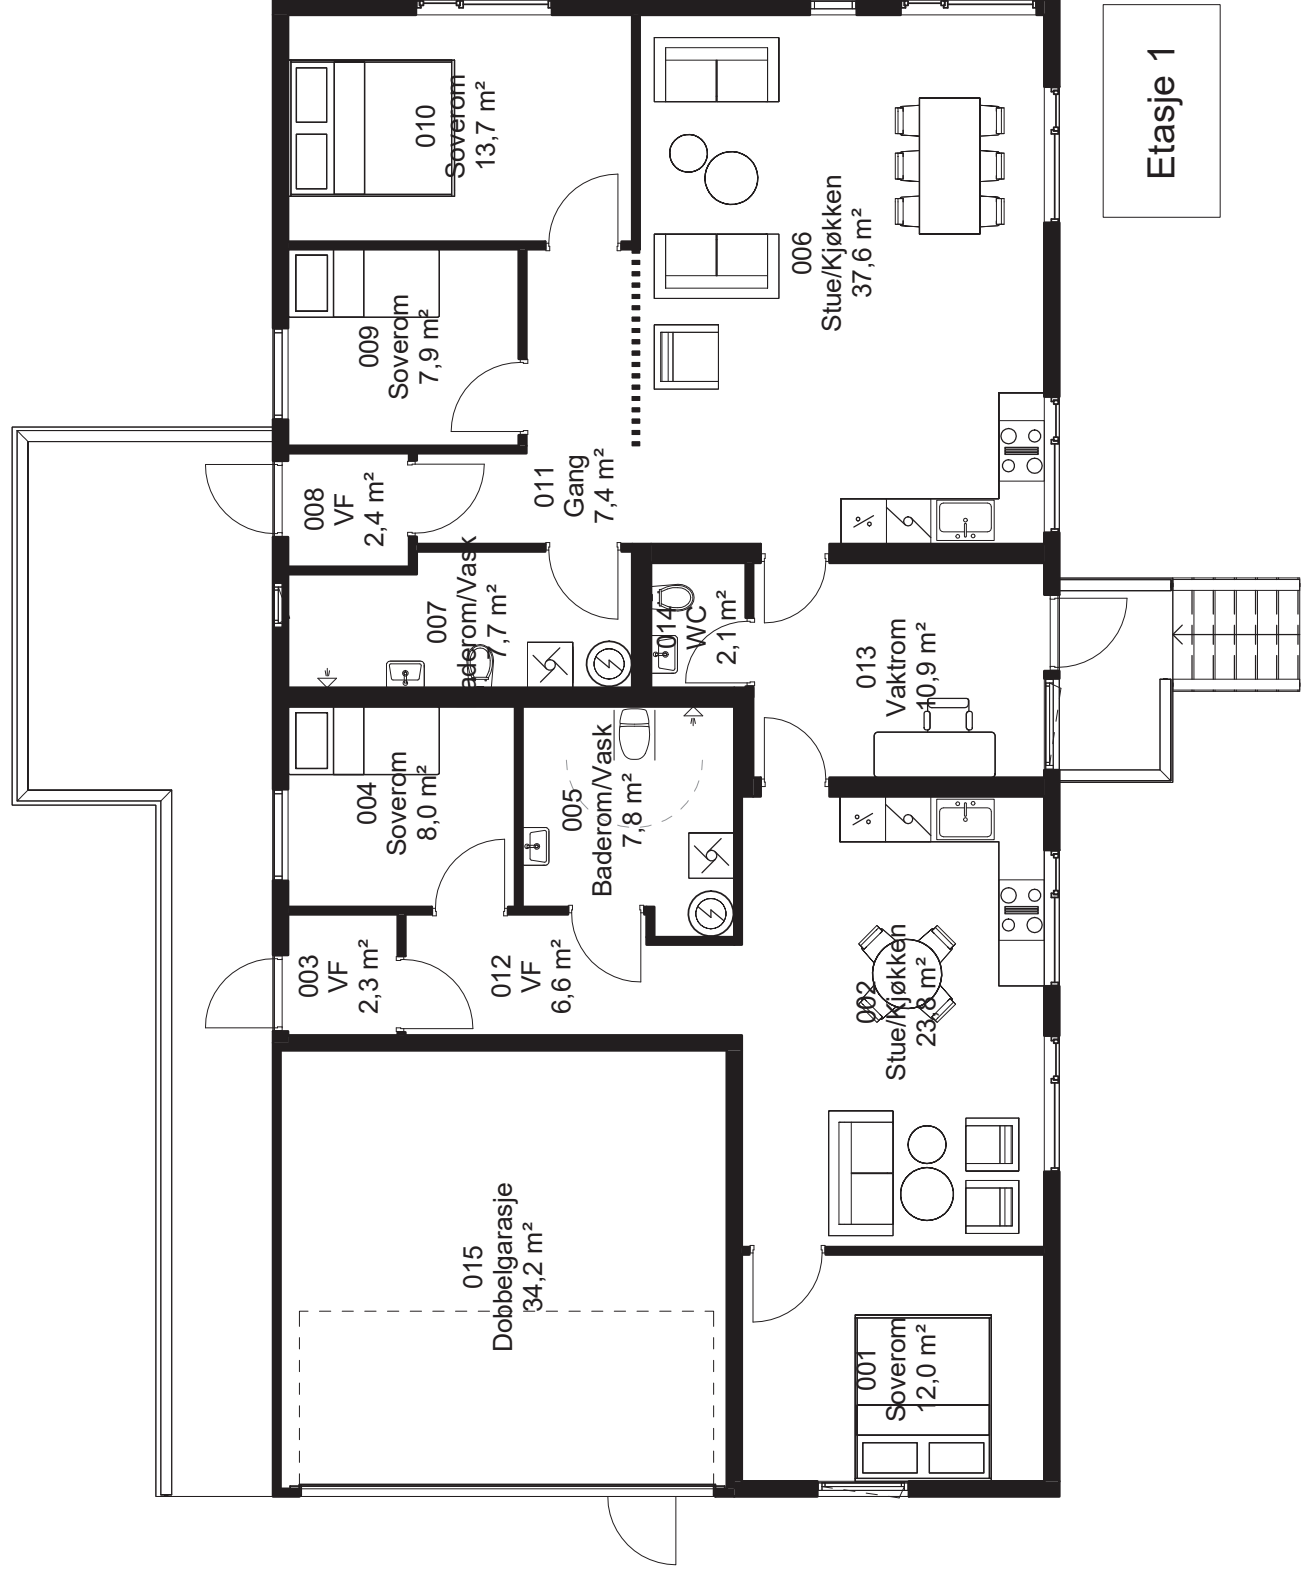 010
Soverom
13,7 m²
009
Soverom
7,9 m²
008
VF
2,4 m²
011
Gang
7,4 m²
006
Stue/Kjøkken
37,6 m²
Etasje 1
007
aderom/Vask
7,7 m²
014
WC
2,1 m²
013
Vaktrom
10,9 m²
004
Soverom
8,0 m²
005
Baderom/Vask
7,8 m²
003
VF
2,3 m²
012
VF
6,6 m²
002
Stue/Kjøkken
23,8 m²
015
Dobbelgarasje
34,2 m²
001
Soverom
12,0 m²